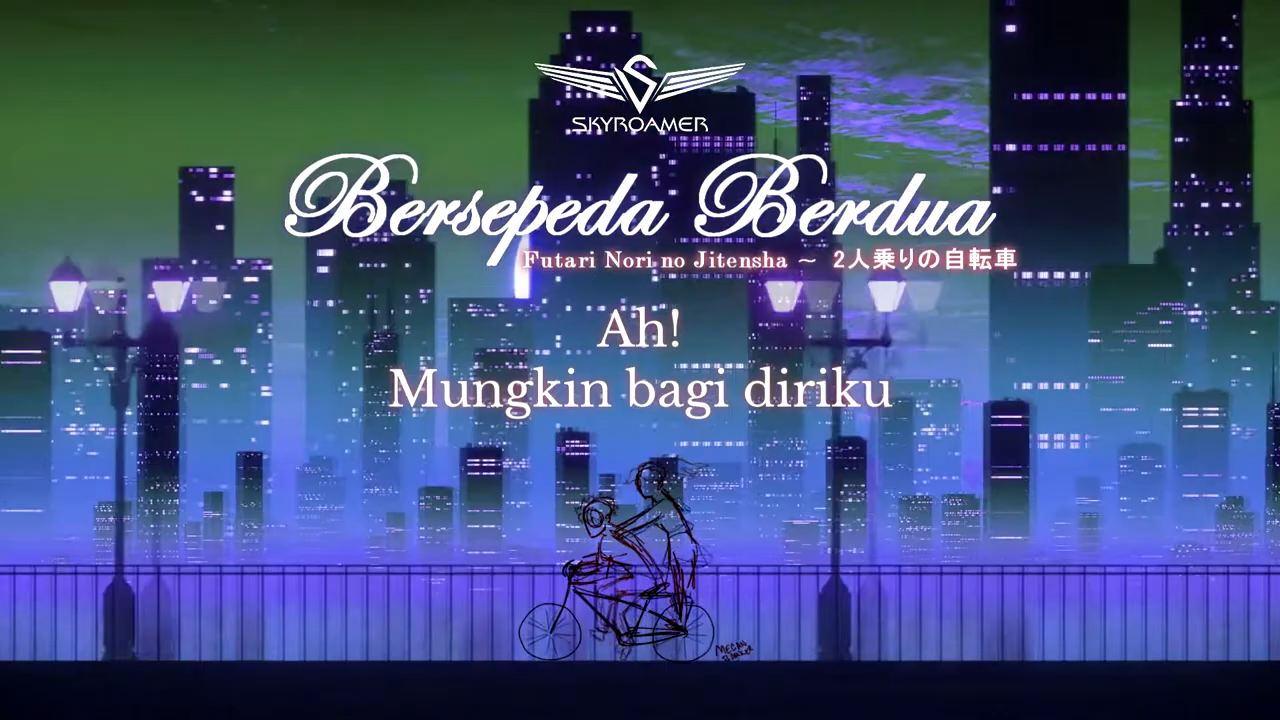 SKYROAMER
Bersepeda Berdua
Futari Nori no Jitensha ~ 2人乗りの自転車
Ah!
Mungkin bagi diriku
MEGAN